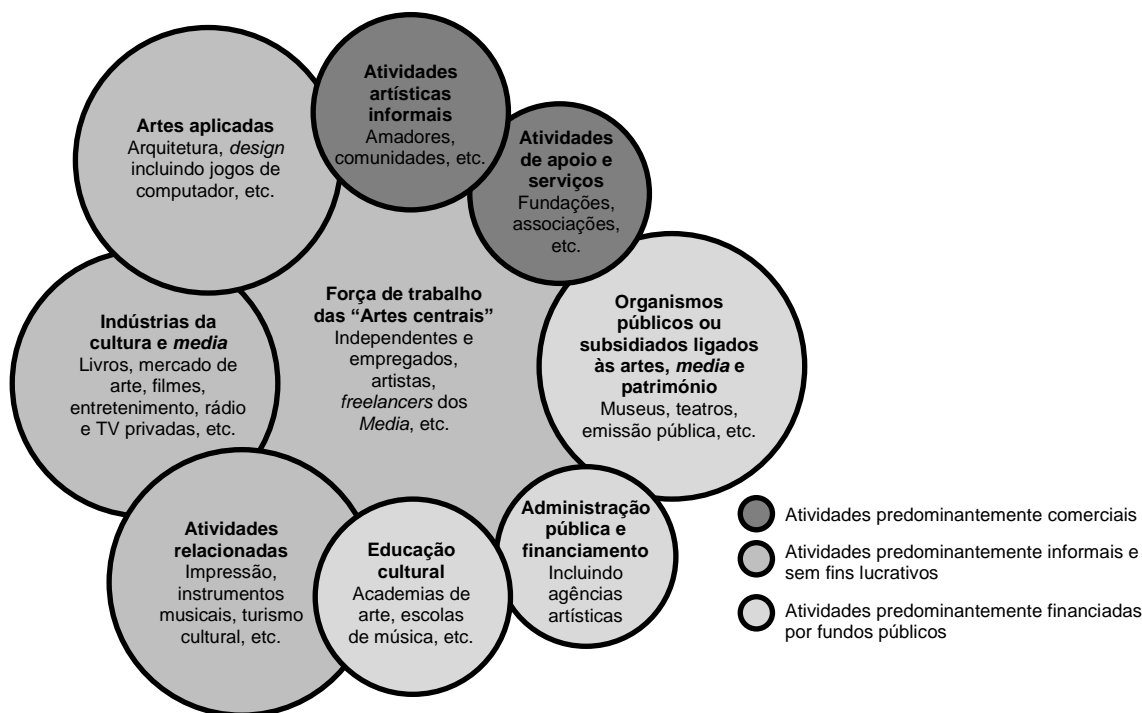 Atividades
artísticas
informais
Amadores,
comunidades, etc.
Artes aplicadas
Arquitetura, design
incluindo jogos de
computador, etc.
Atividades
de apoio e
serviços
Fundações,
associações,
etc.
Força de trabalho
das “Artes centrais”
Independentes e
empregados,
artistas,
freelancers dos
Media, etc.
Organismos
públicos ou
subsidiados ligados
às artes, media e
património
Museus, teatros,
emissão pública, etc.
Indústrias da
cultura e media
Livros, mercado de
arte, filmes,
entretenimento, rádio
e TV privadas, etc.
Atividades
relacionadas
Impressão,
instrumentos
musicais, turismo
cultural, etc.
Educação
cultural
Academias de
arte, escolas
de música, etc.
Administração
pública e
financiamento
Incluindo
agências
artísticas
Atividades predominantemente comerciais
Atividades predominantemente informais e
sem fins lucrativos
Atividades predominantemente financiadas
por fundos públicos